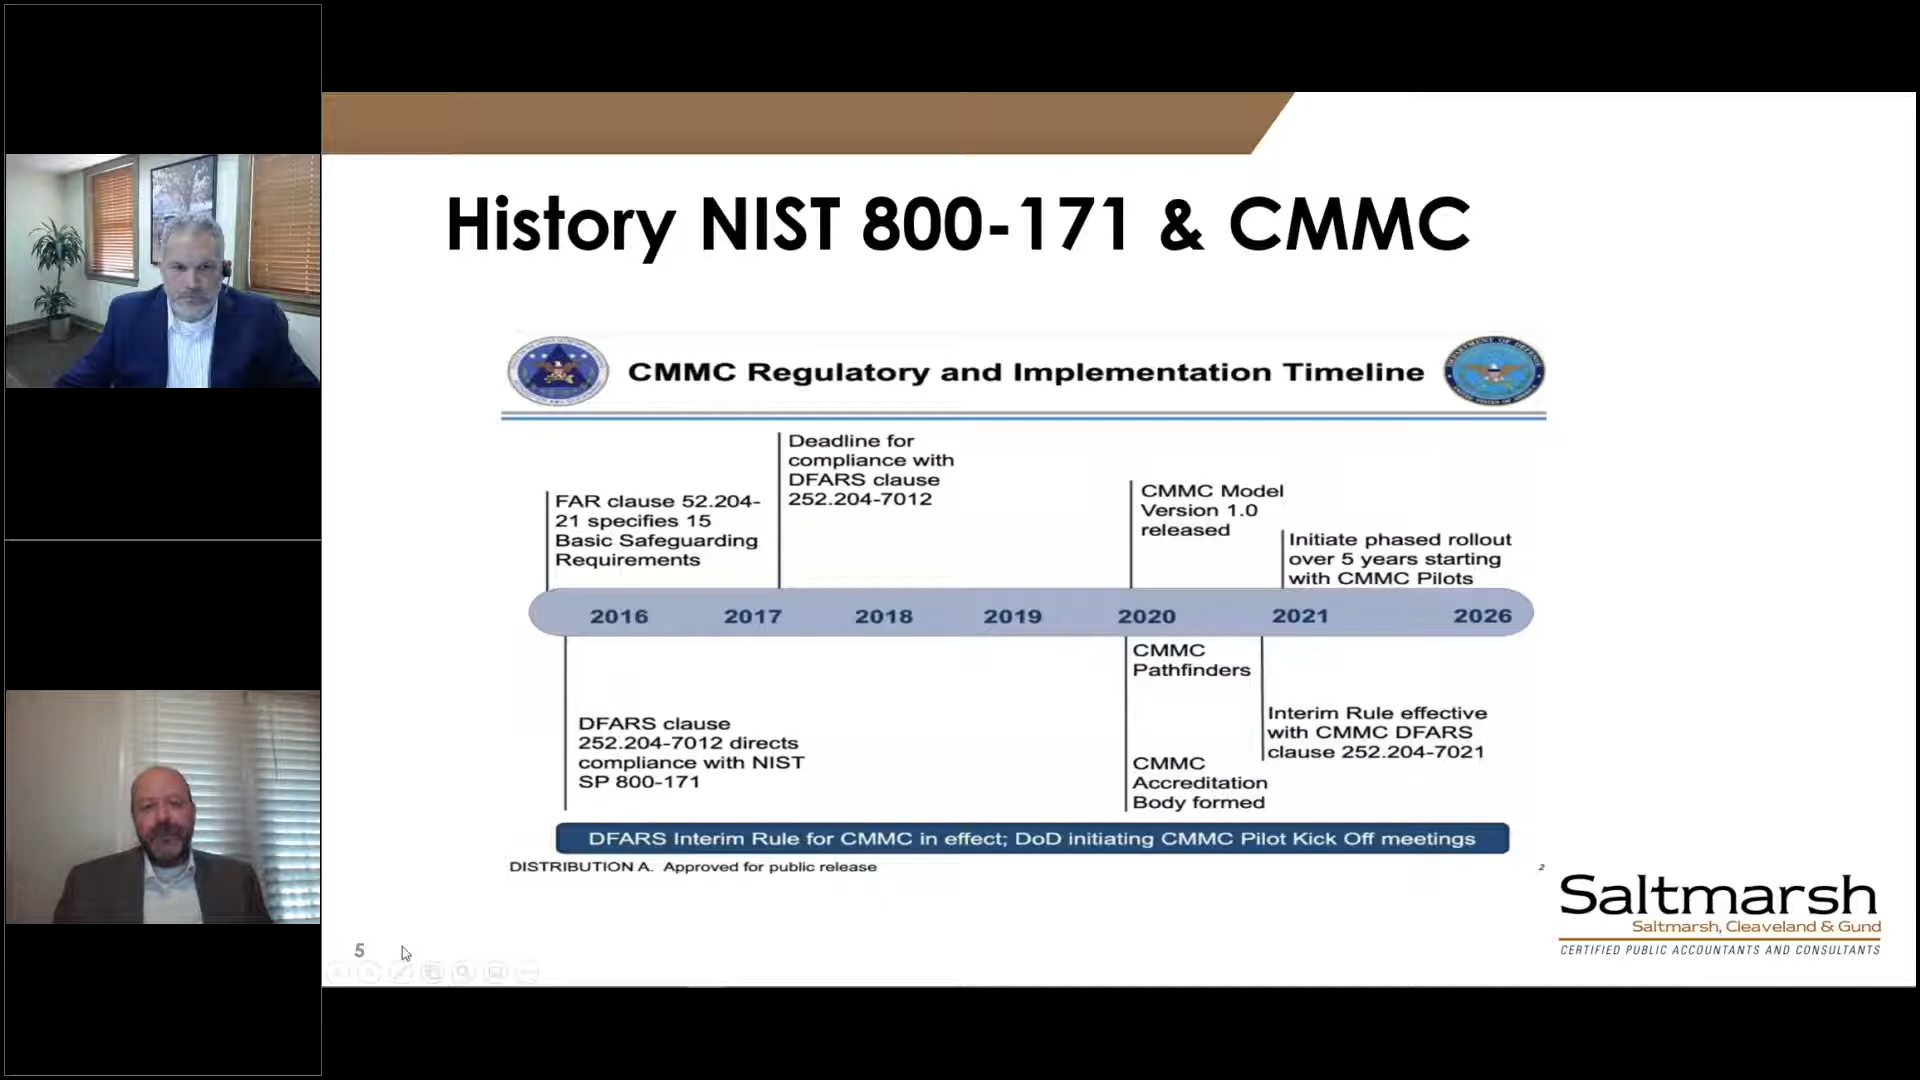 History NIST 800-171 & CMMC
CMMC Regulatory and Implementation Timeline
Deadline for
compliance with
DFARS clause
252.204-7012
FAR clause 52.204-
21 specifies 15
Basic Safeguarding
Requirements
CMMC Model
Version 1.0
released
Initiate phased rollout
over 5 years starting
with CMMC Pilots
2016 2017 2018 2019 2020 2021 2026
DFARS clause
252.204-7012 directs
compliance with NIST
SP 800-171
CMMC
Pathfinders
CMMC
Accreditation
Body formed
Interim Rule effective
with CMMC DFARS
clause 252.204-7021
DFARS Interim Rule for CMMC in effect; DoD initiating CMMC Pilot Kick Off meetings
DISTRIBUTION A. Approved for public release
2
Saltmarsh
Saltmarsh, Cleaveland & Gund
CERTIFIED PUBLIC ACCOUNTANTS AND CONSULTANTS
5